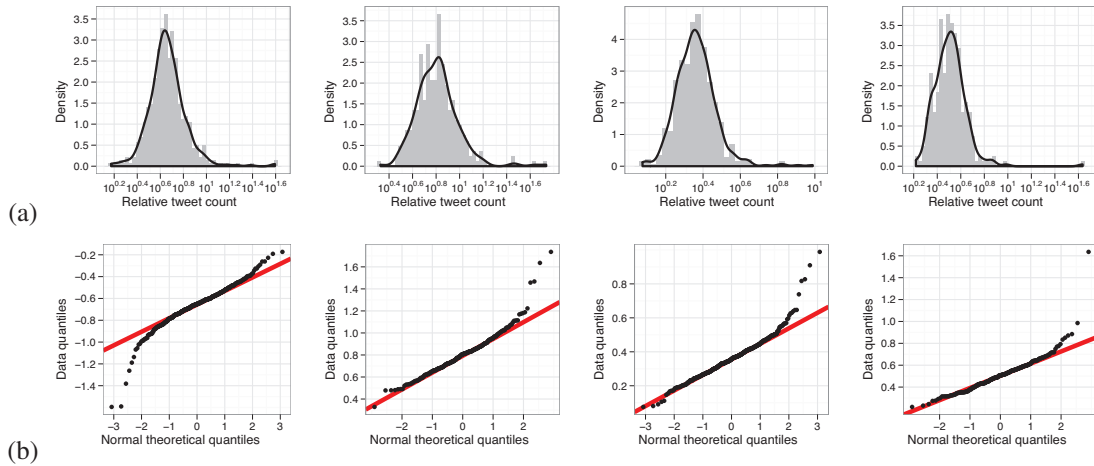 3.5
3.0
2.5
2.0
1.5
1.0
0.5
0.0
Density
10^0.2 10^0.4 10^0.6 10^0.8 10^1 10^1.2 10^1.4 10^1.6
Relative tweet count
3.5
3.0
2.5
2.0
1.5
1.0
0.5
0.0
Density
10^0.4 10^0.6 10^0.8 10^1 10^1.2 10^1.4 10^1.6
Relative tweet count
4
3
2
1
0
Density
10^0.2 10^0.4 10^0.6 10^0.8 10^1
Relative tweet count
3.5
3.0
2.5
2.0
1.5
1.0
0.5
0.0
Density
10^0.2 10^0.4 10^0.6 10^0.8 10^1 10^1.2 10^1.4 10^1.6
Relative tweet count
(a)
−0.2
−0.4
−0.6
−0.8
−1.0
−1.2
−1.4
Data quantiles
−3 −2 −1 0 1 2 3
Normal theoretical quantiles
1.6
1.4
1.2
1.0
0.8
0.6
0.4
Data quantiles
−2 −1 0 1 2
Normal theoretical quantiles
0.8
0.6
0.4
0.2
Data quantiles
−3 −2 −1 0 1 2 3
Normal theoretical quantiles
1.6
1.4
1.2
1.0
0.8
0.6
0.4
Data quantiles
−2 −1 0 1 2
Normal theoretical quantiles
(b)